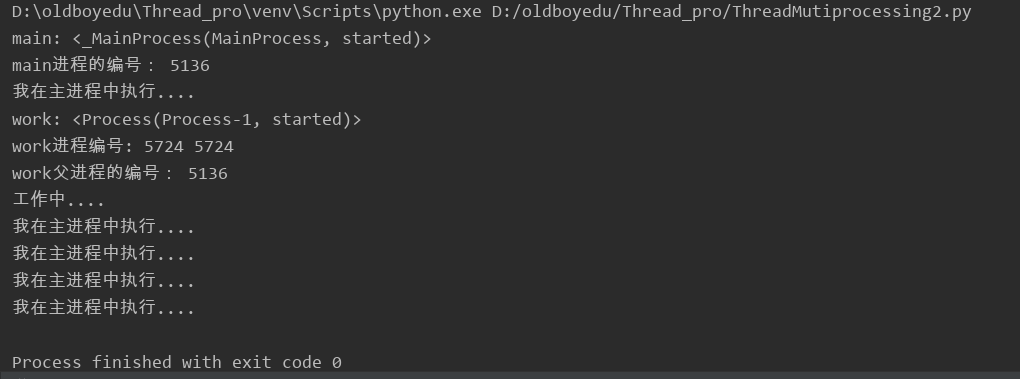 D:\oldboyedu\Thread_pro\venv\Scripts\python.exe D:/oldboyedu/Thread_pro/ThreadMutiprocessing2.py
main: <_MainProcess(MainProcess, started)>
main进程的编号： 5136
我在主进程中执行....
work: <Process(Process-1, started)>
work进程编号: 5724 5724
work父进程的编号： 5136
工作中....
我在主进程中执行....
我在主进程中执行....
我在主进程中执行....
我在主进程中执行....
Process finished with exit code 0